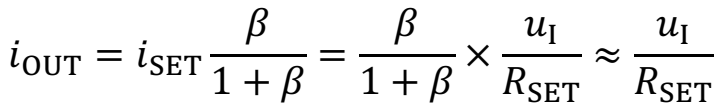 i_OUT = i_SET β/(1 + β) = β/(1 + β) × u_I/R_SET ≈ u_I/R_SET